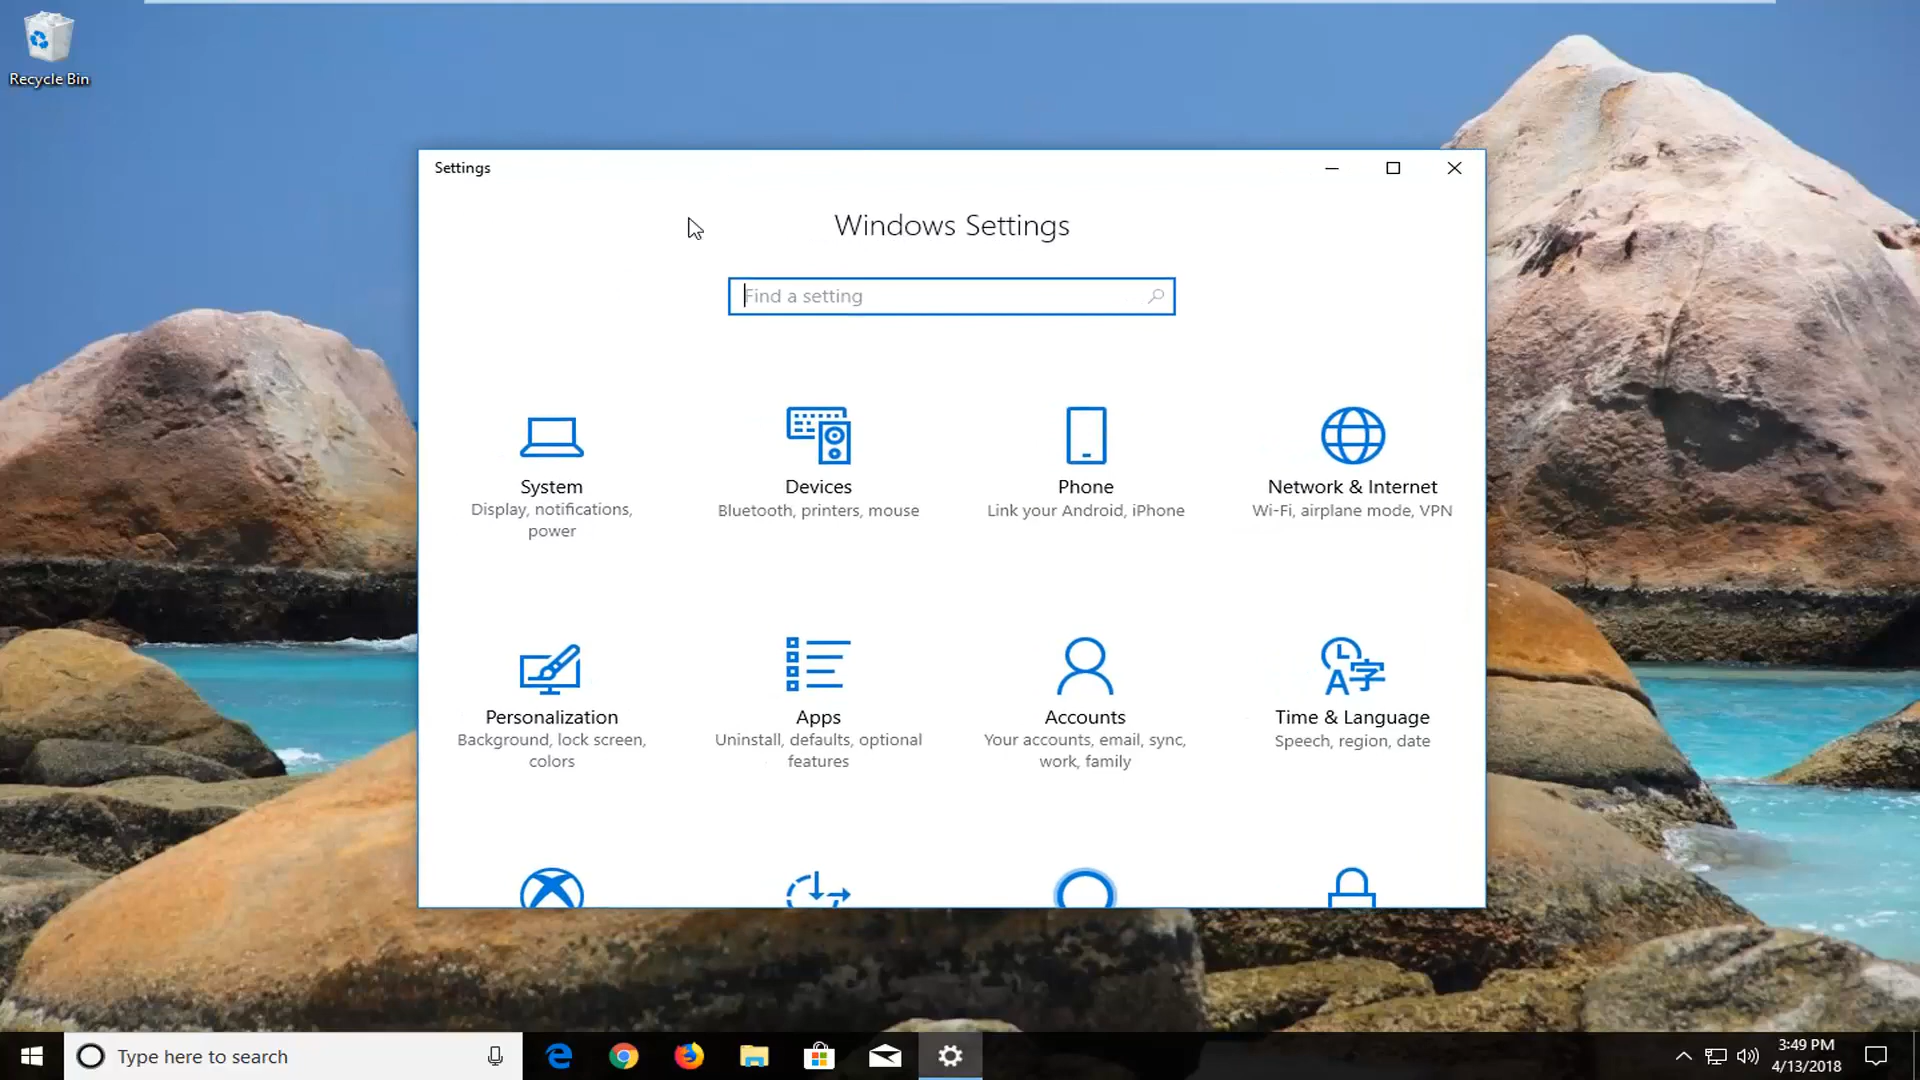 Recycle Bin
Settings
Windows Settings
Find a setting
System
Display, notifications,
power
Devices
Bluetooth, printers, mouse
Phone
Link your Android, iPhone
Network & Internet
Wi-Fi, airplane mode, VPN
Personalization
Background, lock screen,
colors
Apps
Uninstall, defaults, optional
features
Accounts
Your accounts, email, sync,
work, family
Time & Language
Speech, region, date
Type here to search
3:49 PM
4/13/2018